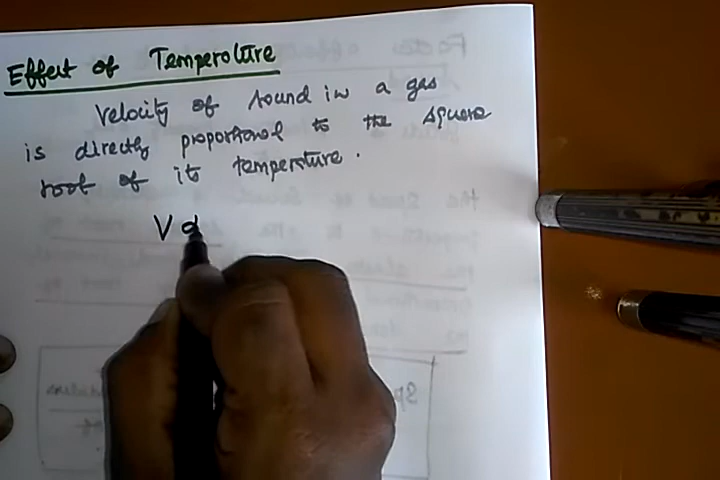 Effect of Temperature
Velocity of sound in a gas
is directly proportional to the square
root of its temperature.
V α